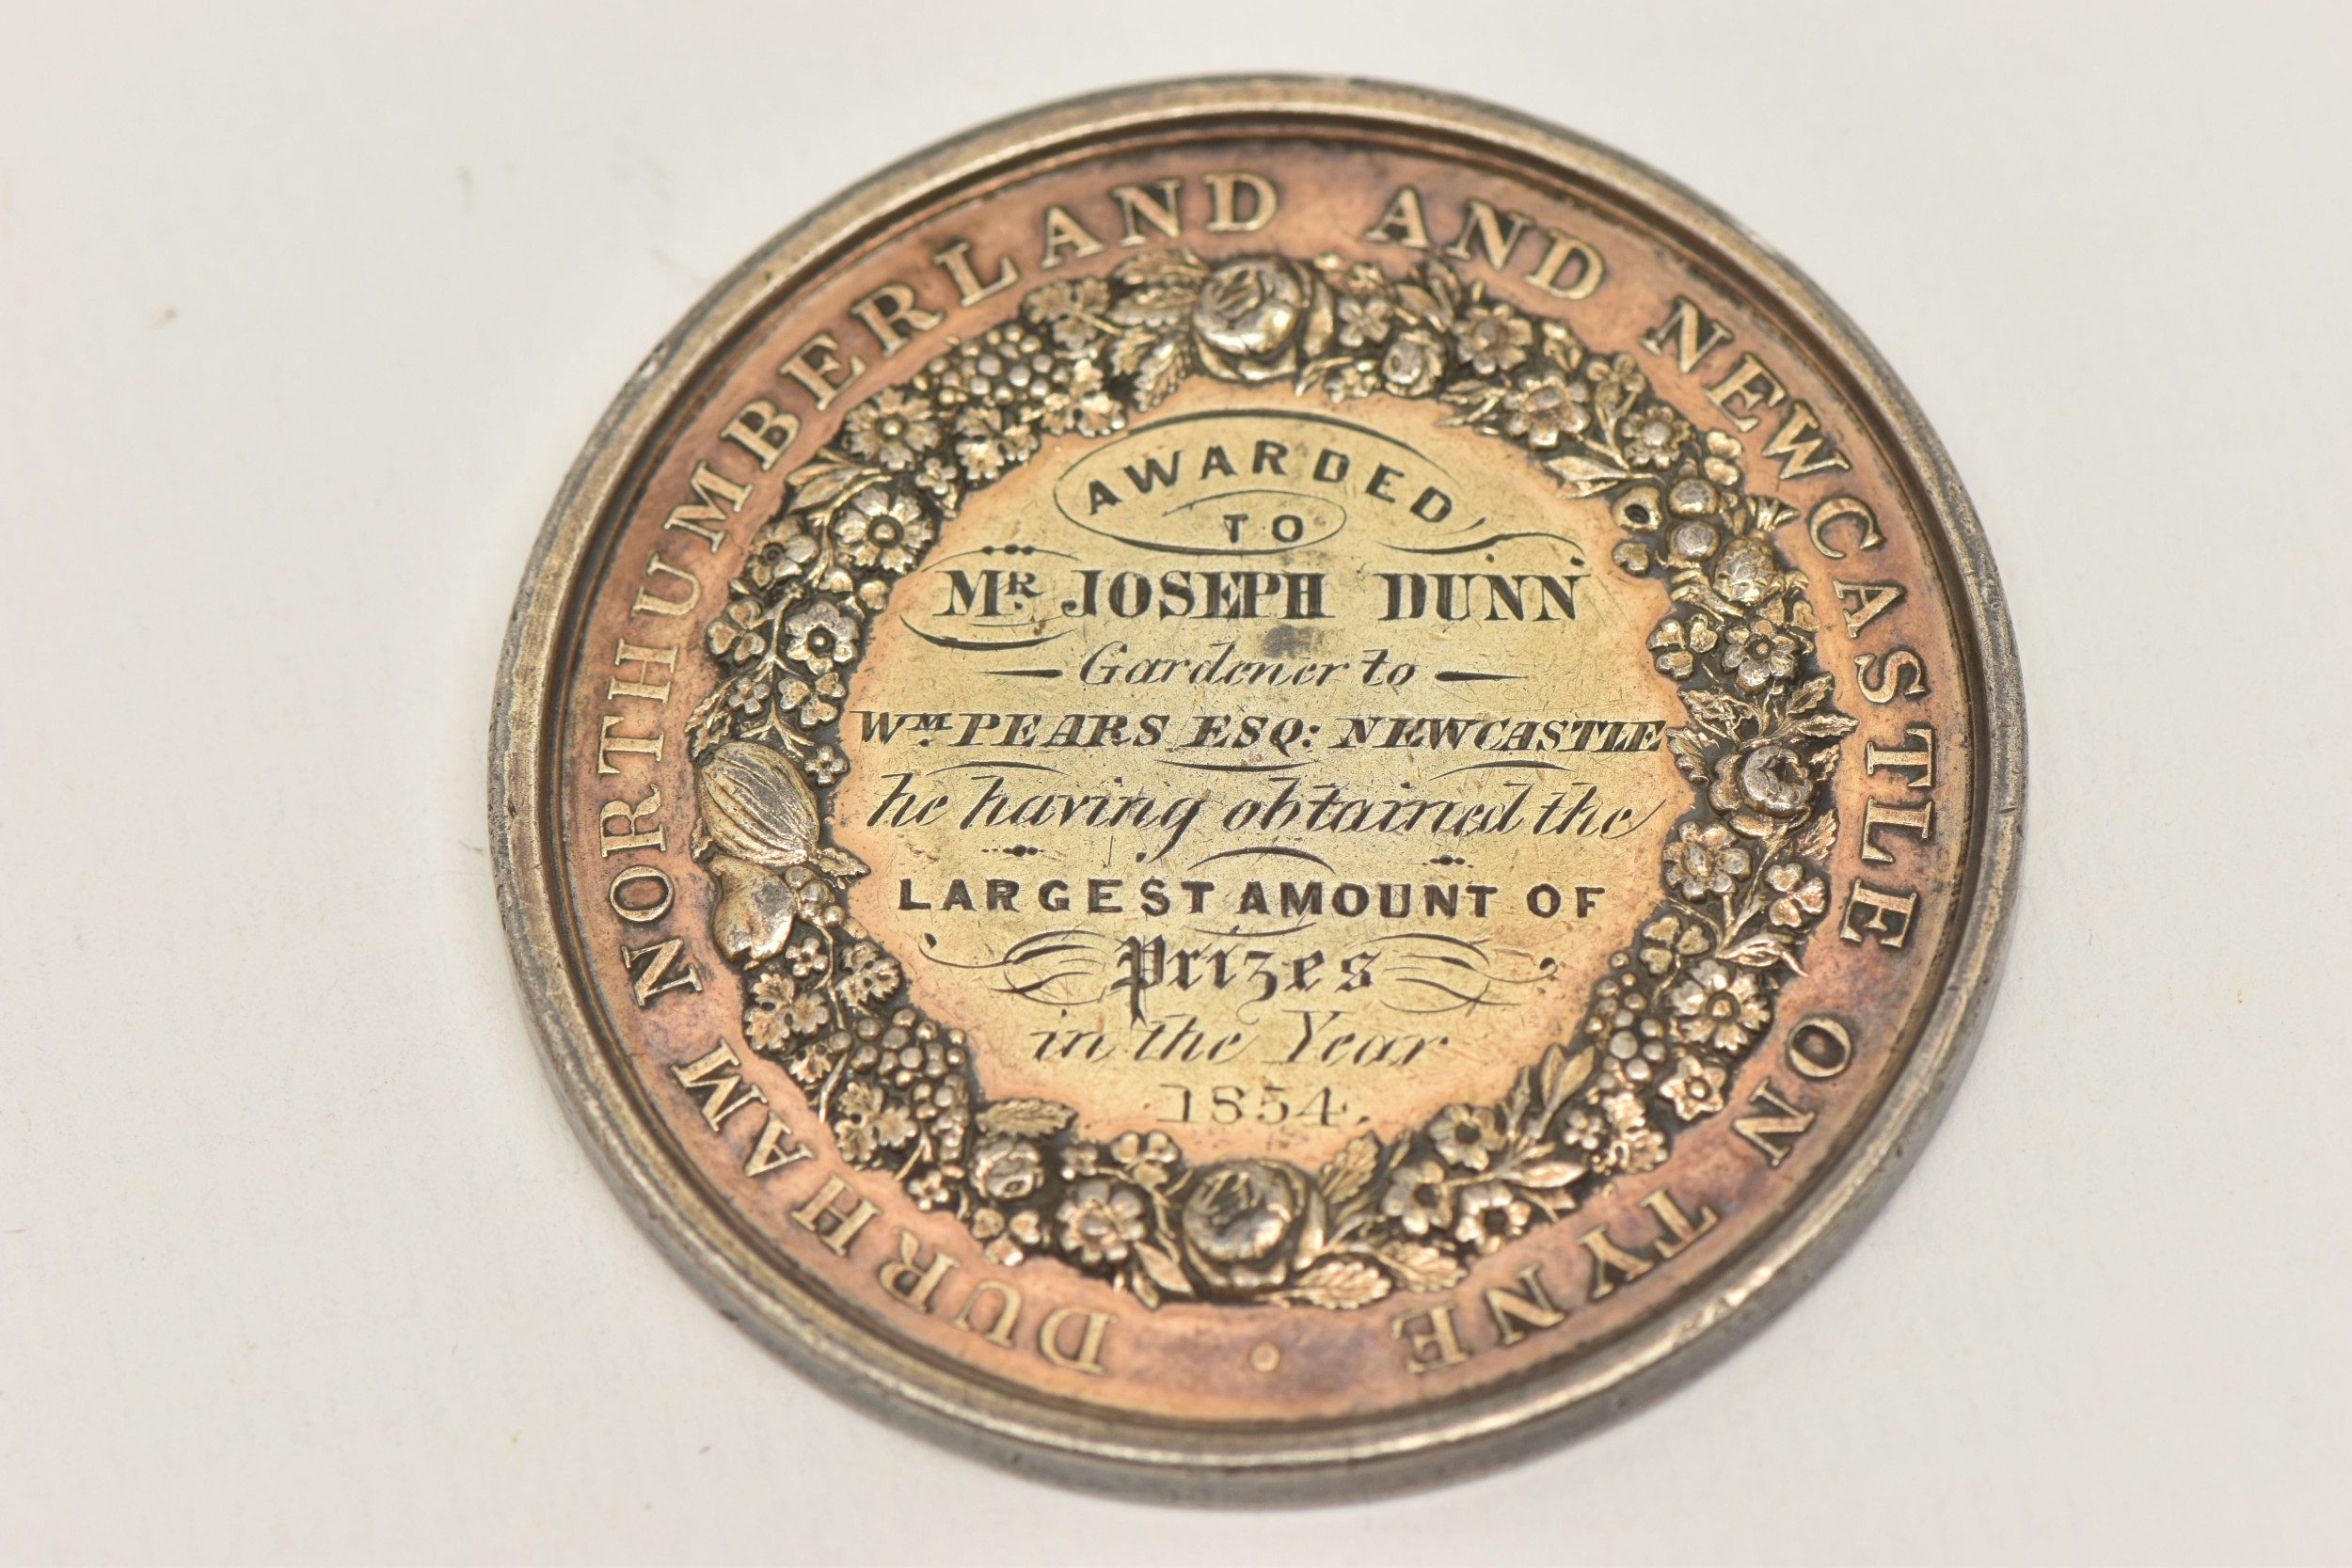 DURHAM NORTHUMBERLAND AND NEWCASTLE ON TYNE
AWARDED
TO
MR. JOSEPH DUNN
Gardener to
WM. PEARS ESQ: NEWCASTLE
he having obtained the
LARGEST AMOUNT OF
Prizes
in the Year
1854.